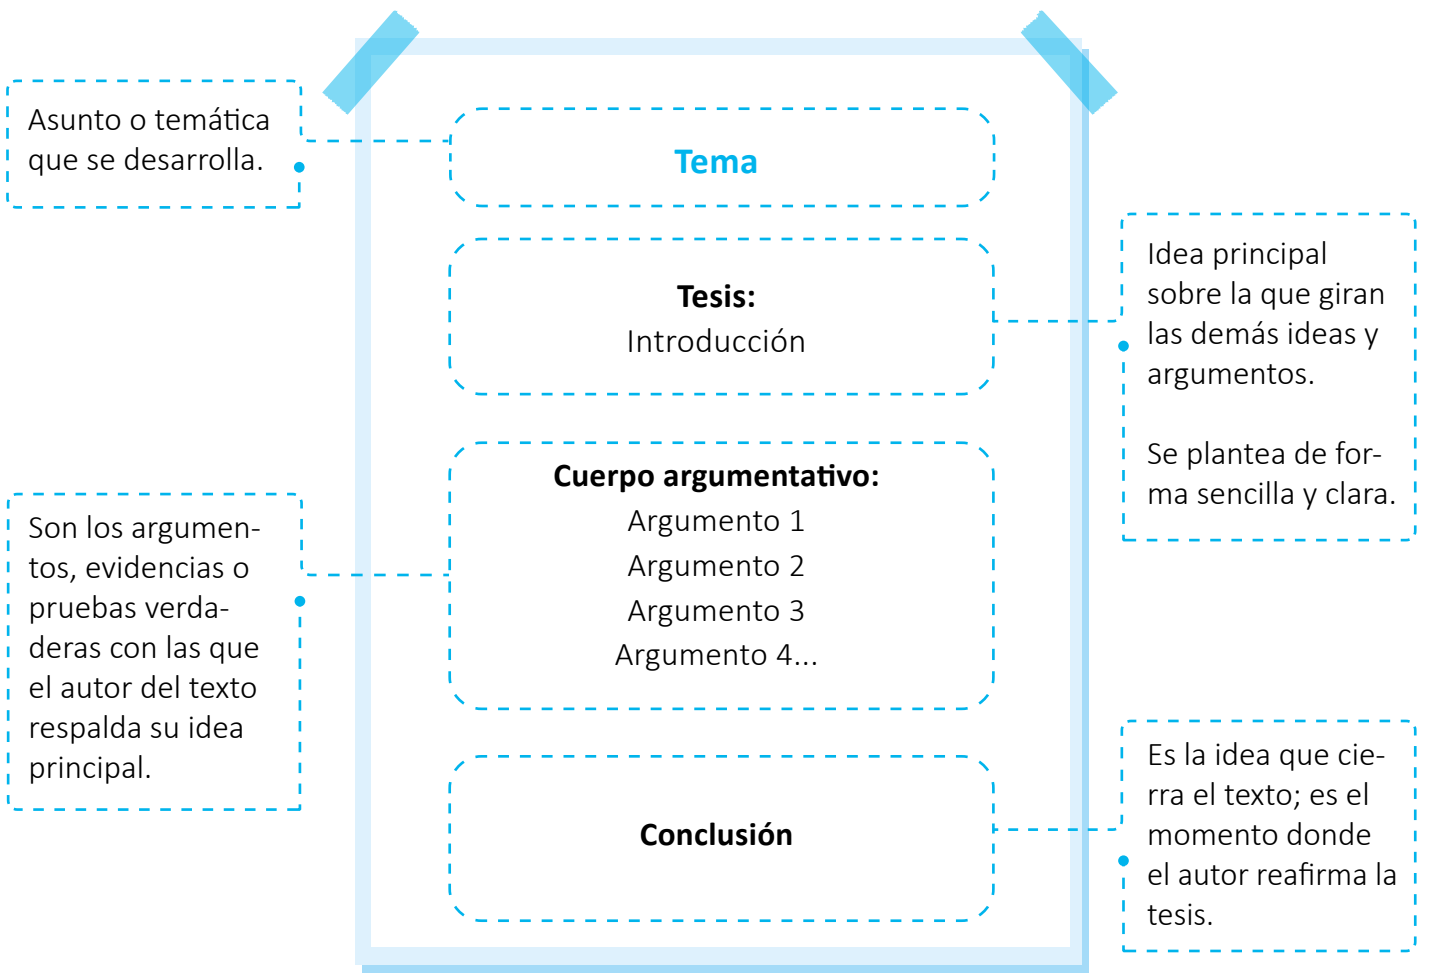 Asunto o temática
que se desarrolla.
Tema
Tesis:
Introducción
Idea principal
sobre la que giran
las demás ideas y
argumentos.
Se plantea de for-
ma sencilla y clara.
Cuerpo argumentativo:
Argumento 1
Argumento 2
Argumento 3
Argumento 4...
Son los argumen-
tos, evidencias o
pruebas verda-
deras con las que
el autor del texto
respalda su idea
principal.
Conclusión
Es la idea que cie-
rra el texto; es el
momento donde
el autor reafirma la
tesis.